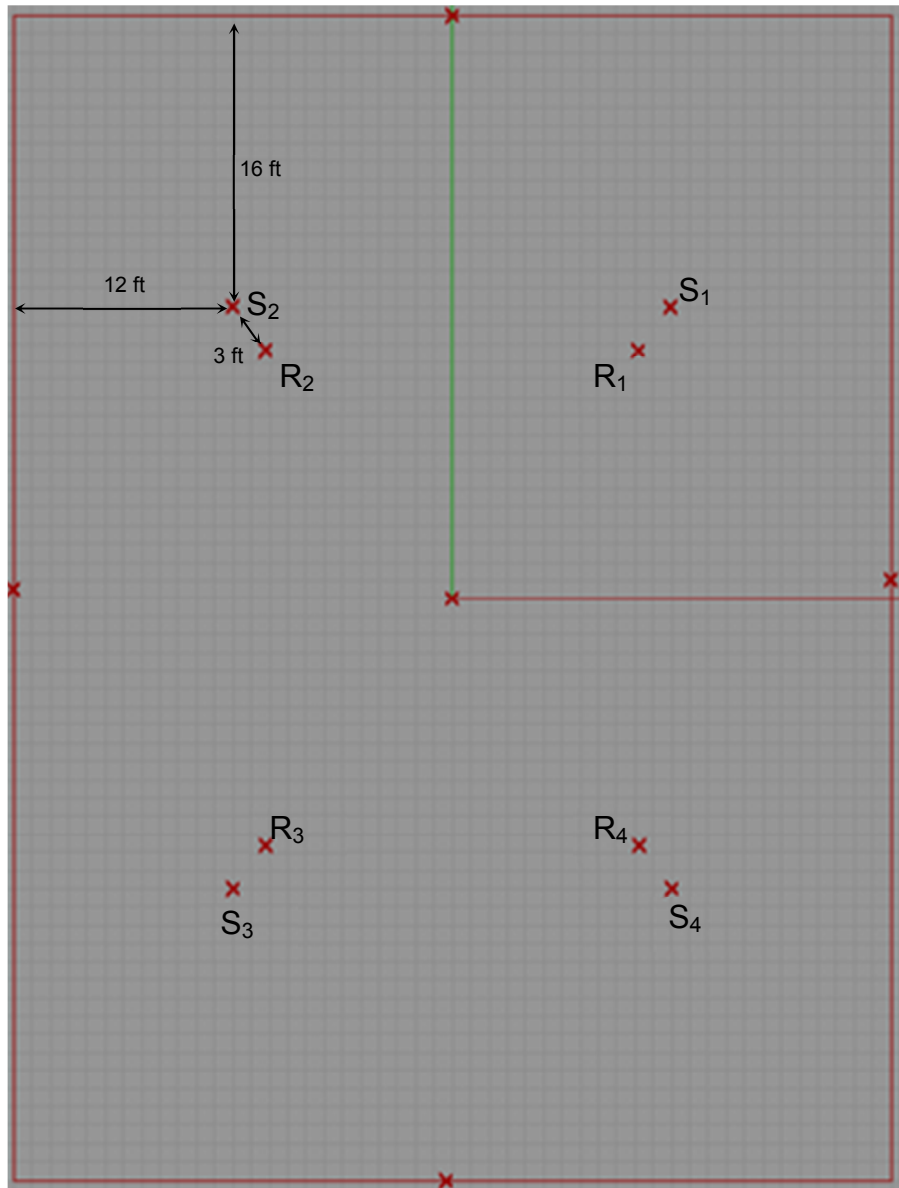 16 ft
12 ft
S₂
S₁
3 ft
R₂
R₁
R₃
R₄
S₃
S₄